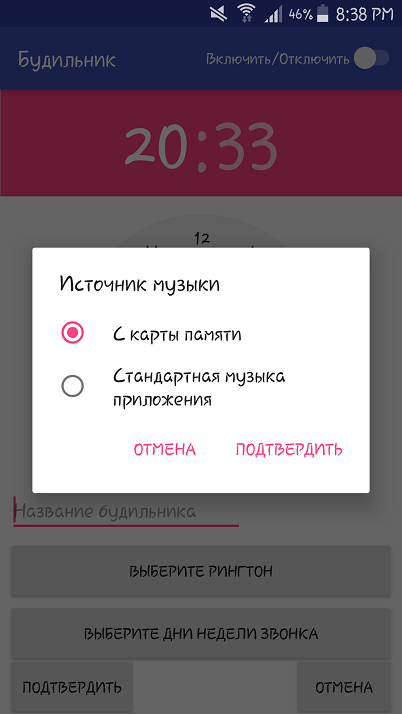 46% 8:38 PM
Будильник Включить/Отключить
20:33
12
Источник музыки
С карты памяти
Стандартная музыка
приложения
ОТМЕНА ПОДТВЕРДИТЬ
Название будильника
ВЫБЕРИТЕ РИНГТОН
ВЫБЕРИТЕ ДНИ НЕДЕЛИ ЗВОНКА
ПОДТВЕРДИТЬ ОТМЕНА